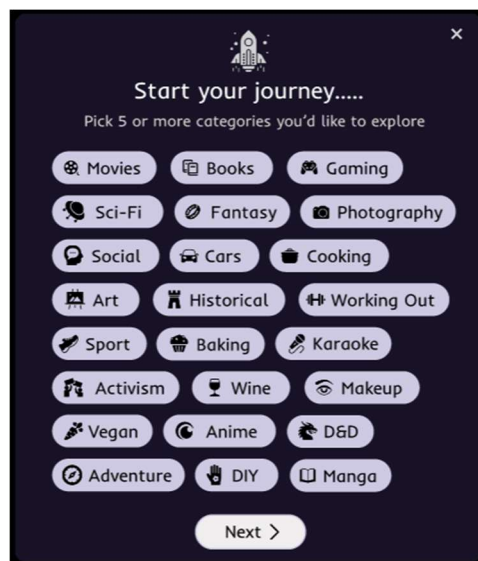 Start your journey.....
Pick 5 or more categories you'd like to explore
Movies Books Gaming
Sci-Fi Fantasy Photography
Social Cars Cooking
Art Historical Working Out
Sport Baking Karaoke
Activism Wine Makeup
Vegan Anime D&D
Adventure DIY Manga
Next